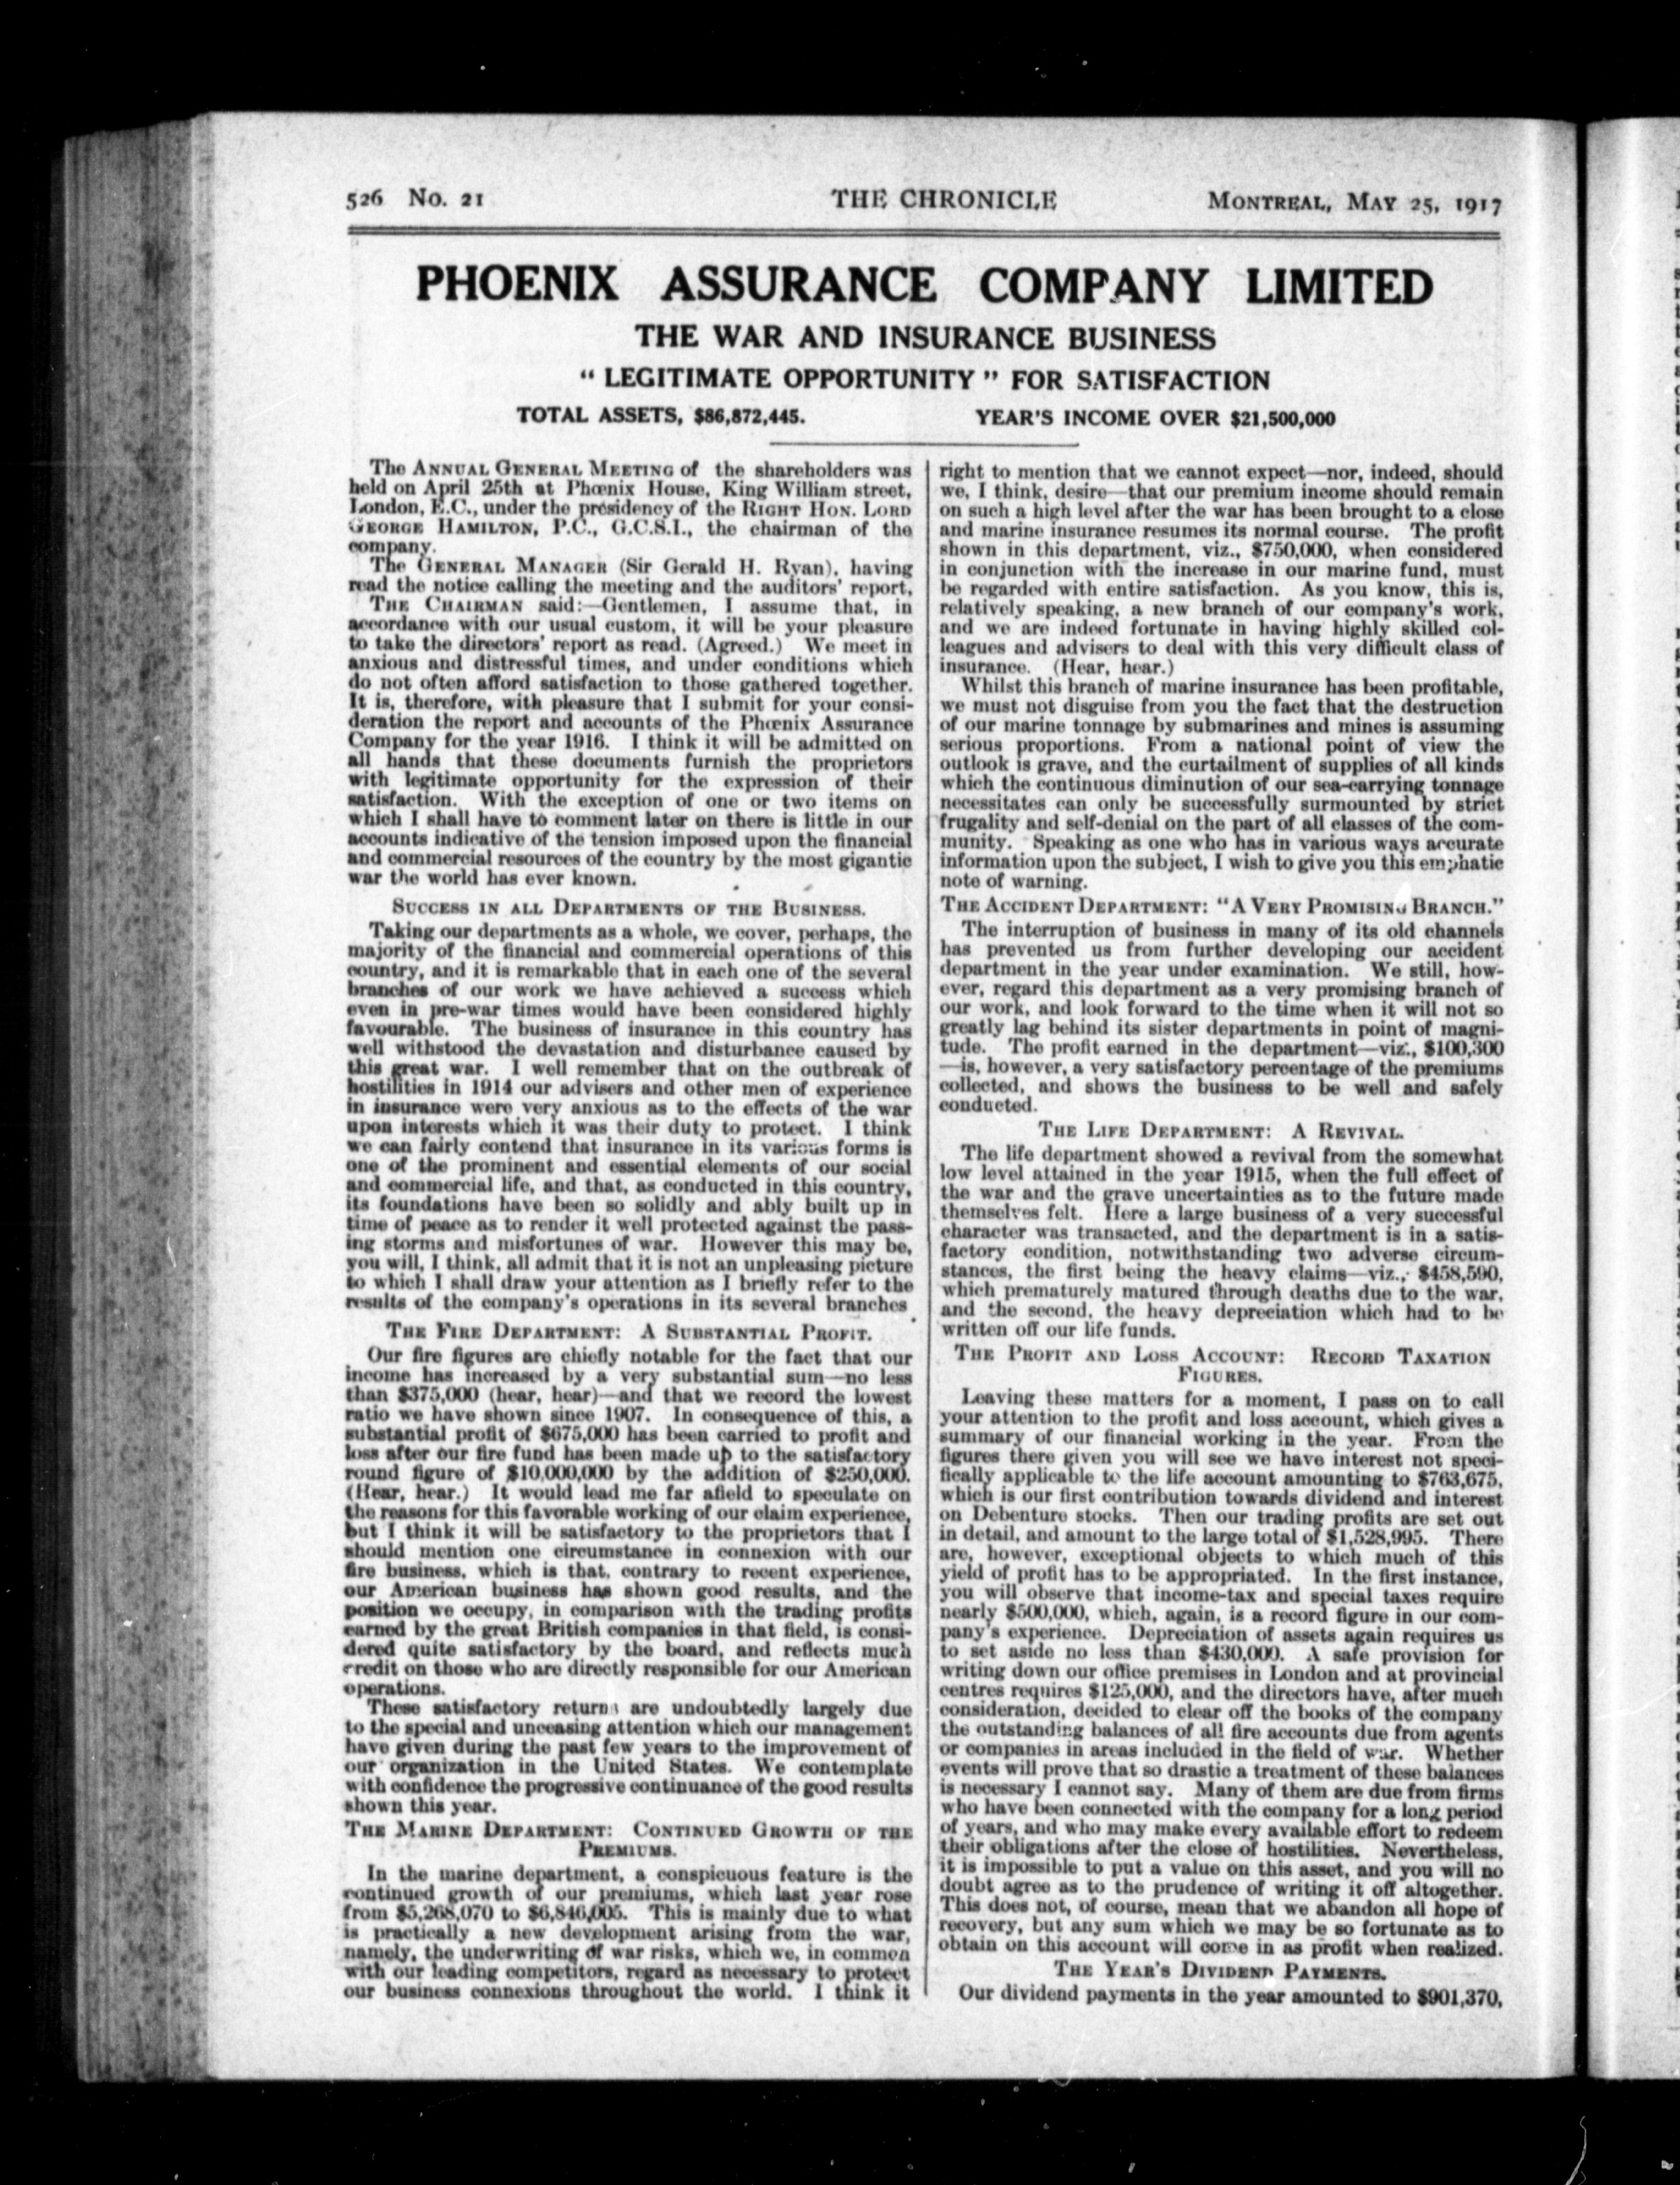 526 No. 21
THE CHRONICLE
MONTREAL, MAY 25, 1917
PHOENIX ASSURANCE COMPANY LIMITED
THE WAR AND INSURANCE BUSINESS
“ LEGITIMATE OPPORTUNITY ” FOR SATISFACTION
TOTAL ASSETS, $86,872,445.
YEAR'S INCOME OVER $21,500,000
The ANNUAL GENERAL MEETING of the shareholders was
held on April 25th at Phœnix House, King William street,
London, E.C., under the presidency of the RIGHT HON. LORD
GEORGE HAMILTON, P.C., G.C.S.I., the chairman of the
company.
The GENERAL MANAGER (Sir Gerald H. Ryan), having
read the notice calling the meeting and the auditors' report,
THE CHAIRMAN said:—Gentlemen, I assume that, in
accordance with our usual custom, it will be your pleasure
to take the directors' report as read. (Agreed.) We meet in
anxious and distressful times, and under conditions which
do not often afford satisfaction to those gathered together.
It is, therefore, with pleasure that I submit for your consi-
deration the report and accounts of the Phœnix Assurance
Company for the year 1916. I think it will be admitted on
all hands that these documents furnish the proprietors
with legitimate opportunity for the expression of their
satisfaction. With the exception of one or two items on
which I shall have to comment later on there is little in our
accounts indicative of the tension imposed upon the financial
and commercial resources of the country by the most gigantic
war the world has ever known.
SUCCESS IN ALL DEPARTMENTS OF THE BUSINESS.
Taking our departments as a whole, we cover, perhaps, the
majority of the financial and commercial operations of this
country, and it is remarkable that in each one of the several
branches of our work we have achieved a success which
even in pre-war times would have been considered highly
favourable. The business of insurance in this country has
well withstood the devastation and disturbance caused by
this great war. I well remember that on the outbreak of
hostilities in 1914 our advisers and other men of experience
in insurance were very anxious as to the effects of the war
upon interests which it was their duty to protect. I think
we can fairly contend that insurance in its various forms is
one of the prominent and essential elements of our social
and commercial life, and that, as conducted in this country,
its foundations have been so solidly and ably built up in
time of peace as to render it well protected against the pass-
ing storms and misfortunes of war. However this may be,
you will, I think, all admit that it is not an unpleasing picture
to which I shall draw your attention as I briefly refer to the
results of the company's operations in its several branches
THE FIRE DEPARTMENT: A SUBSTANTIAL PROFIT.
Our fire figures are chiefly notable for the fact that our
income has increased by a very substantial sum—no less
than $375,000 (hear, hear)—and that we record the lowest
ratio we have shown since 1907. In consequence of this, a
substantial profit of $675,000 has been carried to profit and
loss after our fire fund has been made up to the satisfactory
round figure of $10,000,000 by the addition of $250,000.
(Hear, hear.) It would lead me far afield to speculate on
the reasons for this favorable working of our claim experience,
but I think it will be satisfactory to the proprietors that I
should mention one circumstance in connexion with our
fire business, which is that, contrary to recent experience,
our American business has shown good results, and the
position we occupy, in comparison with the trading profits
earned by the great British companies in that field, is consi-
dered quite satisfactory by the board, and reflects much
credit on those who are directly responsible for our American
operations.
These satisfactory returns are undoubtedly largely due
to the special and unceasing attention which our management
have given during the past few years to the improvement of
our organization in the United States. We contemplate
with confidence the progressive continuance of the good results
shown this year.
THE MARINE DEPARTMENT: CONTINUED GROWTH OF THE
PREMIUMS.
In the marine department, a conspicuous feature is the
continued growth of our premiums, which last year rose
from $5,268,070 to $6,846,005. This is mainly due to what
is practically a new development arising from the war,
namely, the underwriting of war risks, which we, in common
with our leading competitors, regard as necessary to protect
our business connexions throughout the world. I think it
right to mention that we cannot expect—nor, indeed, should
we, I think, desire—that our premium income should remain
on such a high level after the war has been brought to a close
and marine insurance resumes its normal course. The profit
shown in this department, viz., $750,000, when considered
in conjunction with the increase in our marine fund, must
be regarded with entire satisfaction. As you know, this is,
relatively speaking, a new branch of our company's work,
and we are indeed fortunate in having highly skilled col-
leagues and advisers to deal with this very difficult class of
insurance. (Hear, hear.)
Whilst this branch of marine insurance has been profitable,
we must not disguise from you the fact that the destruction
of our marine tonnage by submarines and mines is assuming
serious proportions. From a national point of view the
outlook is grave, and the curtailment of supplies of all kinds
which the continuous diminution of our sea-carrying tonnage
necessitates can only be successfully surmounted by strict
frugality and self-denial on the part of all classes of the com-
munity. Speaking as one who has in various ways accurate
information upon the subject, I wish to give you this emphatic
note of warning.
THE ACCIDENT DEPARTMENT: “A VERY PROMISING BRANCH.”
The interruption of business in many of its old channels
has prevented us from further developing our accident
department in the year under examination. We still, how-
ever, regard this department as a very promising branch of
our work, and look forward to the time when it will not so
greatly lag behind its sister departments in point of magni-
tude. The profit earned in the department—viz., $100,300
—is, however, a very satisfactory percentage of the premiums
collected, and shows the business to be well and safely
conducted.
THE LIFE DEPARTMENT: A REVIVAL.
The life department showed a revival from the somewhat
low level attained in the year 1915, when the full effect of
the war and the grave uncertainties as to the future made
themselves felt. Here a large business of a very successful
character was transacted, and the department is in a satis-
factory condition, notwithstanding two adverse circum-
stances, the first being the heavy claims—viz., $458,590,
which prematurely matured through deaths due to the war,
and the second, the heavy depreciation which had to be
written off our life funds.
THE PROFIT AND LOSS ACCOUNT: RECORD TAXATION
FIGURES.
Leaving these matters for a moment, I pass on to call
your attention to the profit and loss account, which gives a
summary of our financial working in the year. From the
figures there given you will see we have interest not speci-
fically applicable to the life account amounting to $763,675,
which is our first contribution towards dividend and interest
on Debenture stocks. Then our trading profits are set out
in detail, and amount to the large total of $1,528,995. There
are, however, exceptional objects to which much of this
yield of profit has to be appropriated. In the first instance,
you will observe that income-tax and special taxes require
nearly $500,000, which, again, is a record figure in our com-
pany's experience. Depreciation of assets again requires us
to set aside no less than $430,000. A safe provision for
writing down our office premises in London and at provincial
centres requires $125,000, and the directors have, after much
consideration, decided to clear off the books of the company
the outstanding balances of all fire accounts due from agents
or companies in areas included in the field of war. Whether
events will prove that so drastic a treatment of these balances
is necessary I cannot say. Many of them are due from firms
who have been connected with the company for a long period
of years, and who may make every available effort to redeem
their obligations after the close of hostilities. Nevertheless,
it is impossible to put a value on this asset, and you will no
doubt agree as to the prudence of writing it off altogether.
This does not, of course, mean that we abandon all hope of
recovery, but any sum which we may be so fortunate as to
obtain on this account will come in as profit when realized.
THE YEAR'S DIVIDEND PAYMENTS.
Our dividend payments in the year amounted to $901,370,